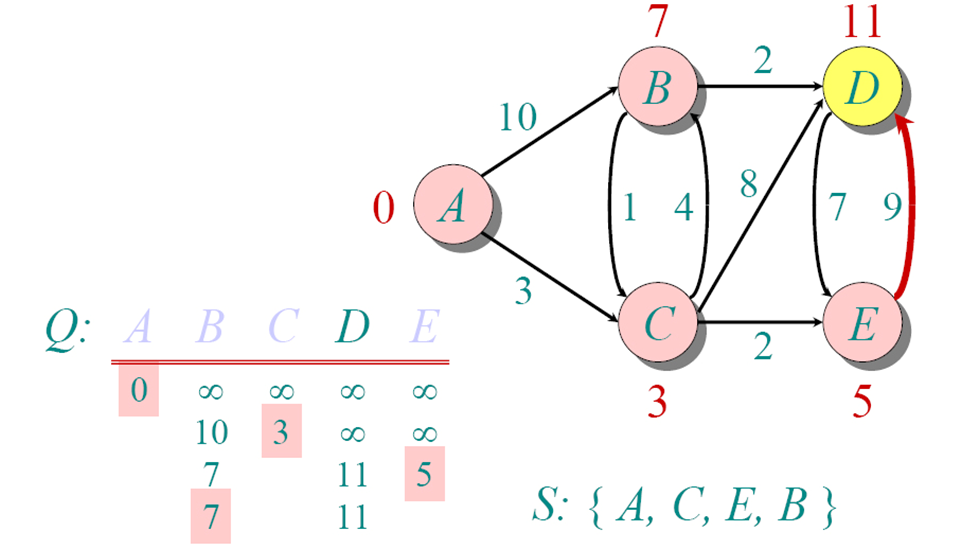 7 11
B 2 D
10
0 A 1 4 8 7 9
3
C 2 E
3 5
Q: A B C D E
0 ∞ ∞ ∞ ∞
10 3 ∞ ∞
7 11 5
7 11
S: { A, C, E, B }